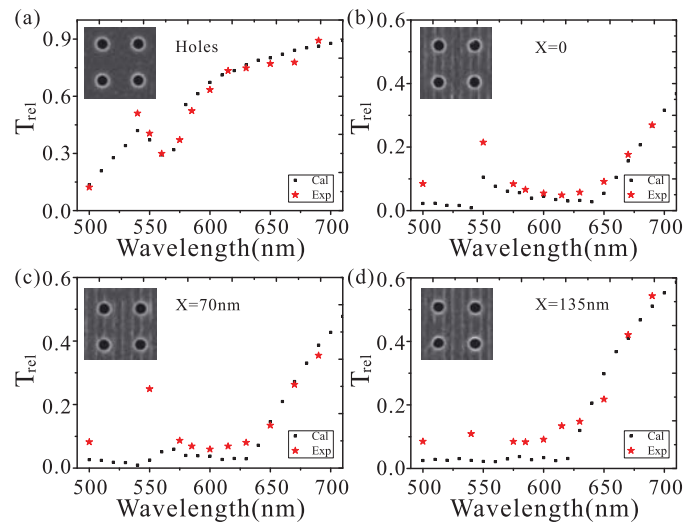 (a)
Holes
0.9
0.6
0.3
0.0
T_rel
500 550 600 650 700
Wavelength(nm)
Cal
Exp
(b)
X=0
0.6
0.4
0.2
0.0
T_rel
500 550 600 650 700
Wavelength(nm)
Cal
Exp
(c)
X=70nm
0.6
0.4
0.2
0.0
T_rel
500 550 600 650 700
Wavelength(nm)
Cal
Exp
(d)
X=135nm
0.6
0.4
0.2
0.0
T_rel
500 550 600 650 700
Wavelength(nm)
Cal
Exp